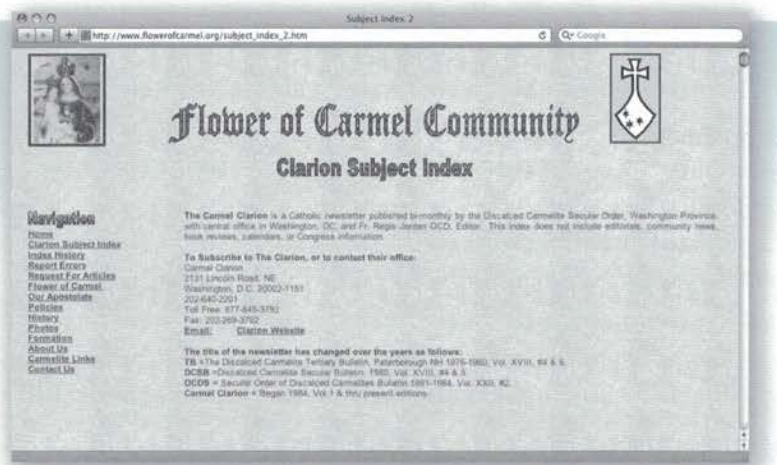 Subject Index 2
http://www.flowerofcarmel.org/subject_index_2.htm
Google
Flower of Carmel Community
Clarion Subject Index
Navigation
Home
Clarion Subject Index
Index History
Report Errors
Request For Articles
Flower of Carmel
Our Apostolate
Policies
History
Photos
Formation
About Us
Carmelite Links
Contact Us
The Carmel Clarion is a Catholic newsletter published bi-monthly by the Discalced Carmelite Secular Order, Washington Province,
with central office in Washington, DC, and Fr. Regis Jordan OCD, Editor. This index does not include editorials, community news,
book reviews, calendars, or Congress information.
To Subscribe to The Clarion, or to contact their office:
Carmel Clarion
2131 Lincoln Road, NE
Washington, D.C. 20002-1151
202-640-2201
Toll Free: 877-845-3792
Fax: 202-269-3792
Email: Clarion Website
The title of the newsletter has changed over the years as follows:
TB =The Discalced Carmelite Tertiary Bulletin, Peterborough NH 1976-1980, Vol. XVIII, #4 & 5.
DCSB =Discalced Carmelite Secular Bulletin, 1980, Vol. XVIII, #4 & 5.
OCDS = Secular Order of Discalced Carmelites Bulletin 1981-1984, Vol. XXII, #2.
Carmel Clarion = Began 1984, Vol 1 & thru present editions.